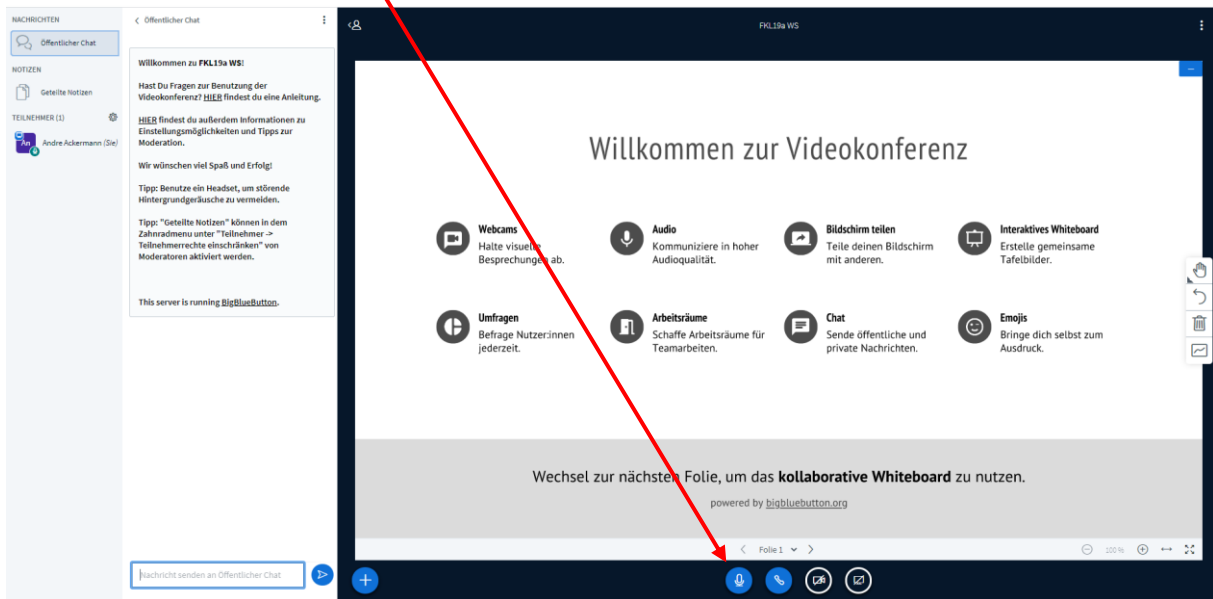 NACHRICHTEN
Öffentlicher Chat
NOTIZEN
Geteilte Notizen
TEILNEHMER (1)
An
Andre Ackermann (Sie)
Öffentlicher Chat
Willkommen zu FKL19a WS!
Hast Du Fragen zur Benutzung der
Videokonferenz? HIER findest du eine Anleitung.
HIER findest du außerdem Informationen zu
Einstellungsmöglichkeiten und Tipps zur
Moderation.
Wir wünschen viel Spaß und Erfolg!
Tipp: Benutze ein Headset, um störende
Hintergrundgeräusche zu vermeiden.
Tipp: "Geteilte Notizen" können in dem
Zahnradmenu unter "Teilnehmer ->
Teilnehmerrechte einschränken" von
Moderatoren aktiviert werden.
This server is running BigBlueButton.
Nachricht senden an Öffentlicher Chat
FKL19a WS
Willkommen zur Videokonferenz
Webcams
Halte visuelle
Besprechungen ab.
Audio
Kommuniziere in hoher
Audioqualität.
Bildschirm teilen
Teile deinen Bildschirm
mit anderen.
Interaktives Whiteboard
Erstelle gemeinsame
Tafelbilder.
Umfragen
Befrage Nutzer:innen
jederzeit.
Arbeitsräume
Schaffe Arbeitsräume für
Teamarbeiten.
Chat
Sende öffentliche und
private Nachrichten.
Emojis
Bringe dich selbst zum
Ausdruck.
Wechsel zur nächsten Folie, um das kollaborative Whiteboard zu nutzen.
powered by bigbluebutton.org
Folie 1
100%